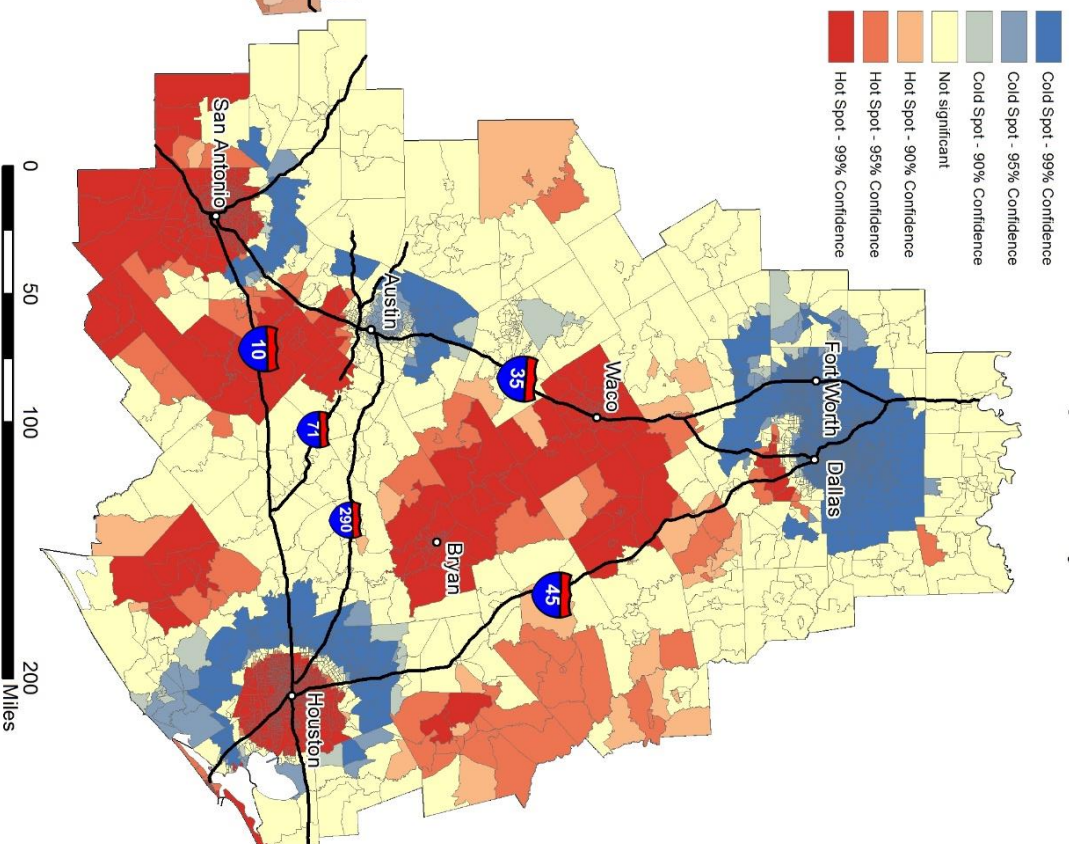 Cold Spot - 99% Confidence
Cold Spot - 95% Confidence
Cold Spot - 90% Confidence
Not significant
Hot Spot - 90% Confidence
Hot Spot - 95% Confidence
Hot Spot - 99% Confidence
Fort Worth
Dallas
Waco
35
45
Bryan
Austin
290
71
Houston
10
San Antonio
0 50 100 200
Miles